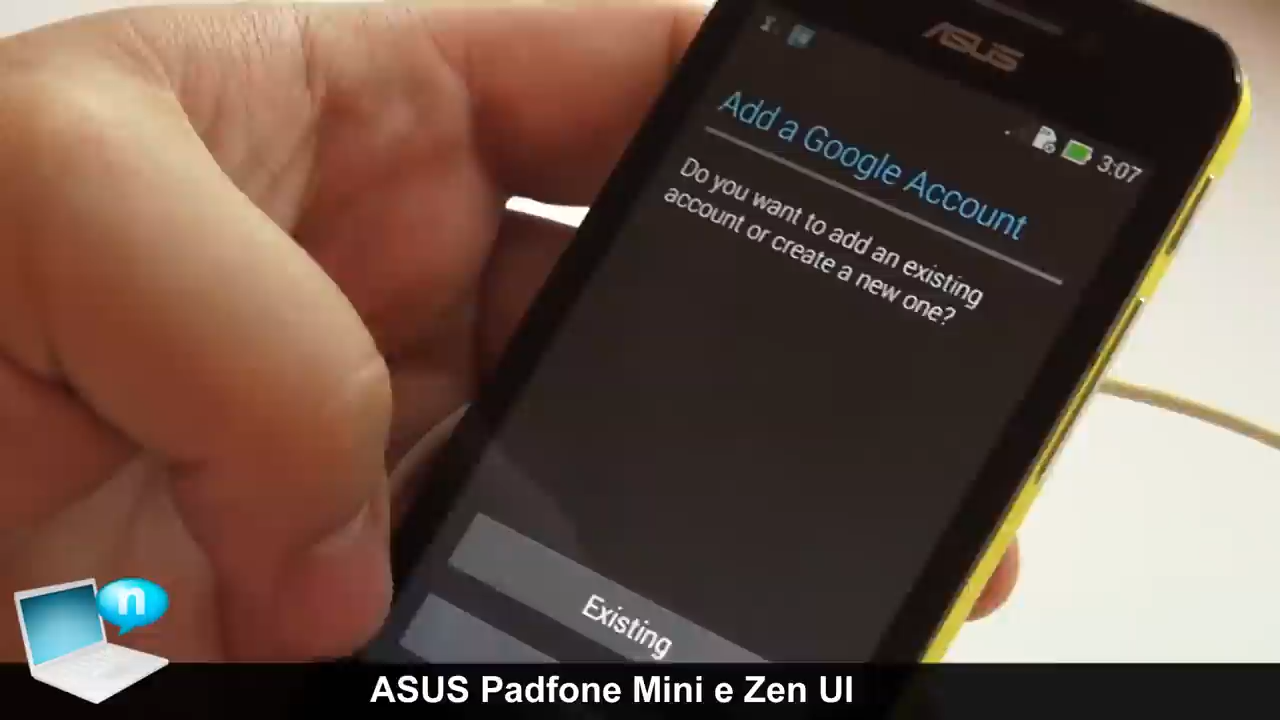 ASUS
3:07
Add a Google Account
Do you want to add an existing
account or create a new one?
Existing
n
ASUS Padfone Mini e Zen UI